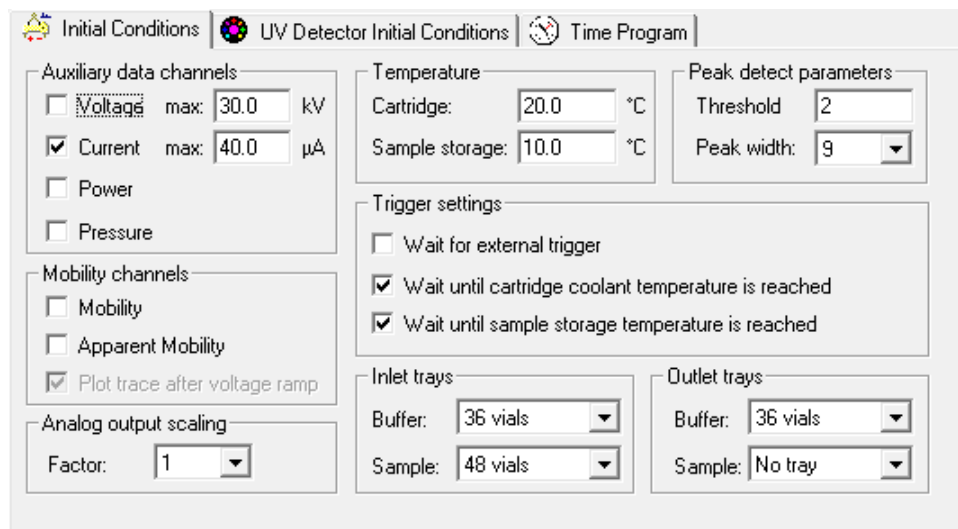 Initial Conditions UV Detector Initial Conditions Time Program
Auxiliary data channels
Voltage max: 30.0 kV
Current max: 40.0 µA
Power
Pressure
Mobility channels
Mobility
Apparent Mobility
Plot trace after voltage ramp
Analog output scaling
Factor: 1
Temperature
Cartridge: 20.0 °C
Sample storage: 10.0 °C
Peak detect parameters
Threshold 2
Peak width: 9
Trigger settings
Wait for external trigger
Wait until cartridge coolant temperature is reached
Wait until sample storage temperature is reached
Inlet trays
Buffer: 36 vials
Sample: 48 vials
Outlet trays
Buffer: 36 vials
Sample: No tray